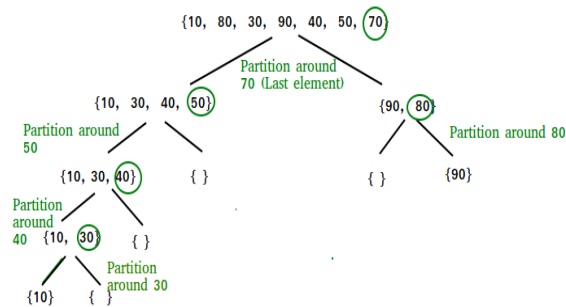 {10, 80, 30, 90, 40, 50, 70}
Partition around
70 (Last element)
{10, 30, 40, 50}
{90, 80}
Partition around
50
Partition around 80
{10, 30, 40}
{ }
{ }
{90}
Partition
around
40
{10, 30}
{ }
Partition
around 30
{10}
{ }